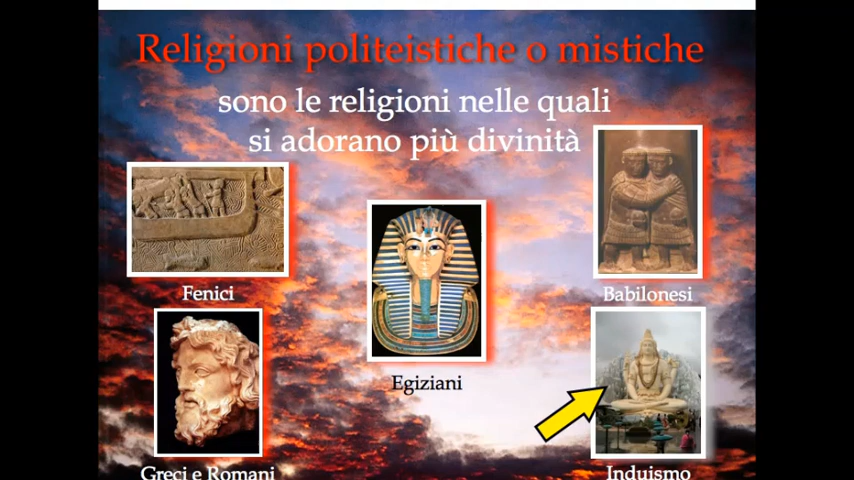 Religioni politeistiche o mistiche
sono le religioni nelle quali
si adorano più divinità
Fenici
Babilonesi
Egiziani
Greci e Romani
Induismo